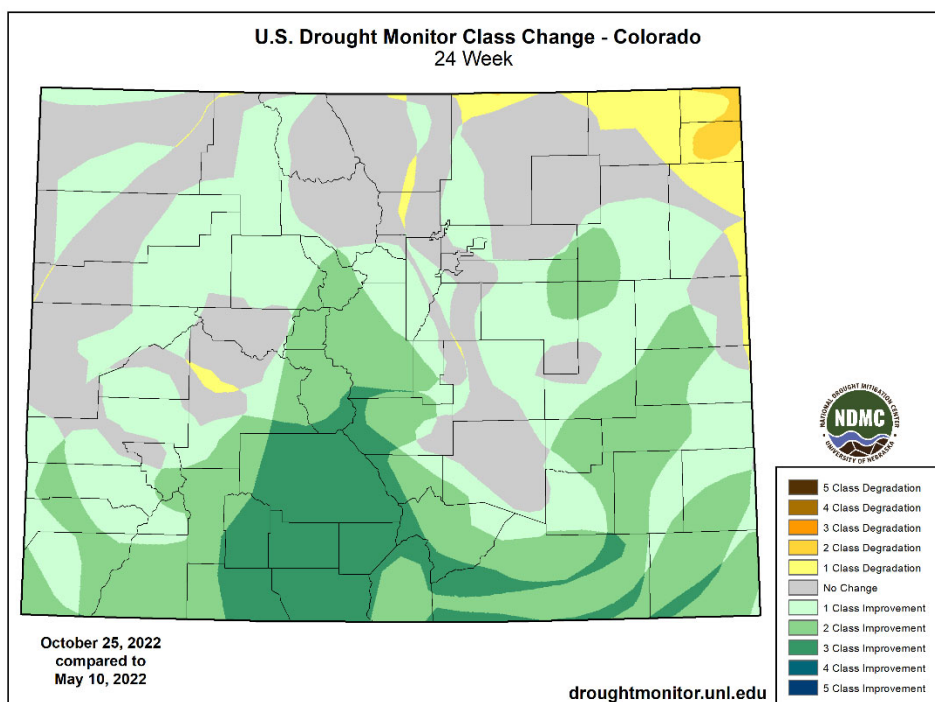 U.S. Drought Monitor Class Change - Colorado
24 Week
NATIONAL DROUGHT MITIGATION CENTER
NDMC
UNIVERSITY OF NEBRASKA
5 Class Degradation
4 Class Degradation
3 Class Degradation
2 Class Degradation
1 Class Degradation
No Change
1 Class Improvement
2 Class Improvement
3 Class Improvement
4 Class Improvement
5 Class Improvement
October 25, 2022
compared to
May 10, 2022
droughtmonitor.unl.edu